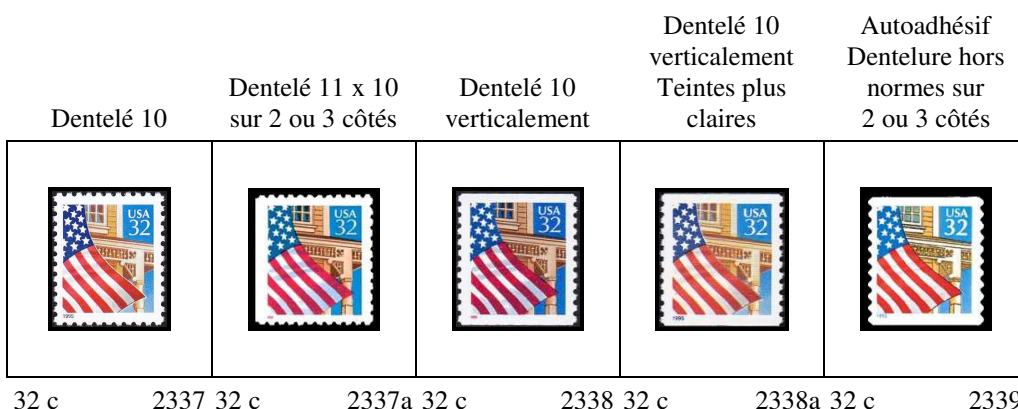 Dentelé 10
Dentelé 11 x 10
sur 2 ou 3 côtés
Dentelé 10
verticalement
Dentelé 10
verticalement
Teintes plus
claires
Autoadhésif
Dentelure hors
normes sur
2 ou 3 côtés
USA
32
1995
USA
32
USA
32
USA
32
1995
USA
32
32 c 2337 32 c 2337a 32 c 2338 32 c 2338a 32 c 2339